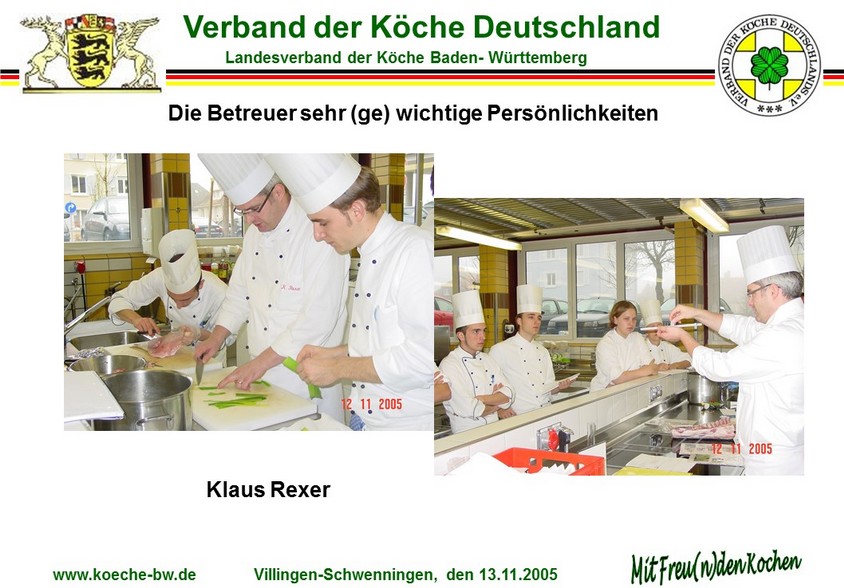 Verband der Köche Deutschland
Landesverband der Köche Baden- Württemberg
VERBAND DER KÖCHE DEUTSCHLANDS e.V.
***
Die Betreuer sehr (ge) wichtige Persönlichkeiten
12 11 2005
12 11 2005
Klaus Rexer
www.koeche-bw.de
Villingen-Schwenningen, den 13.11.2005
Mit Freu(n)den Kochen